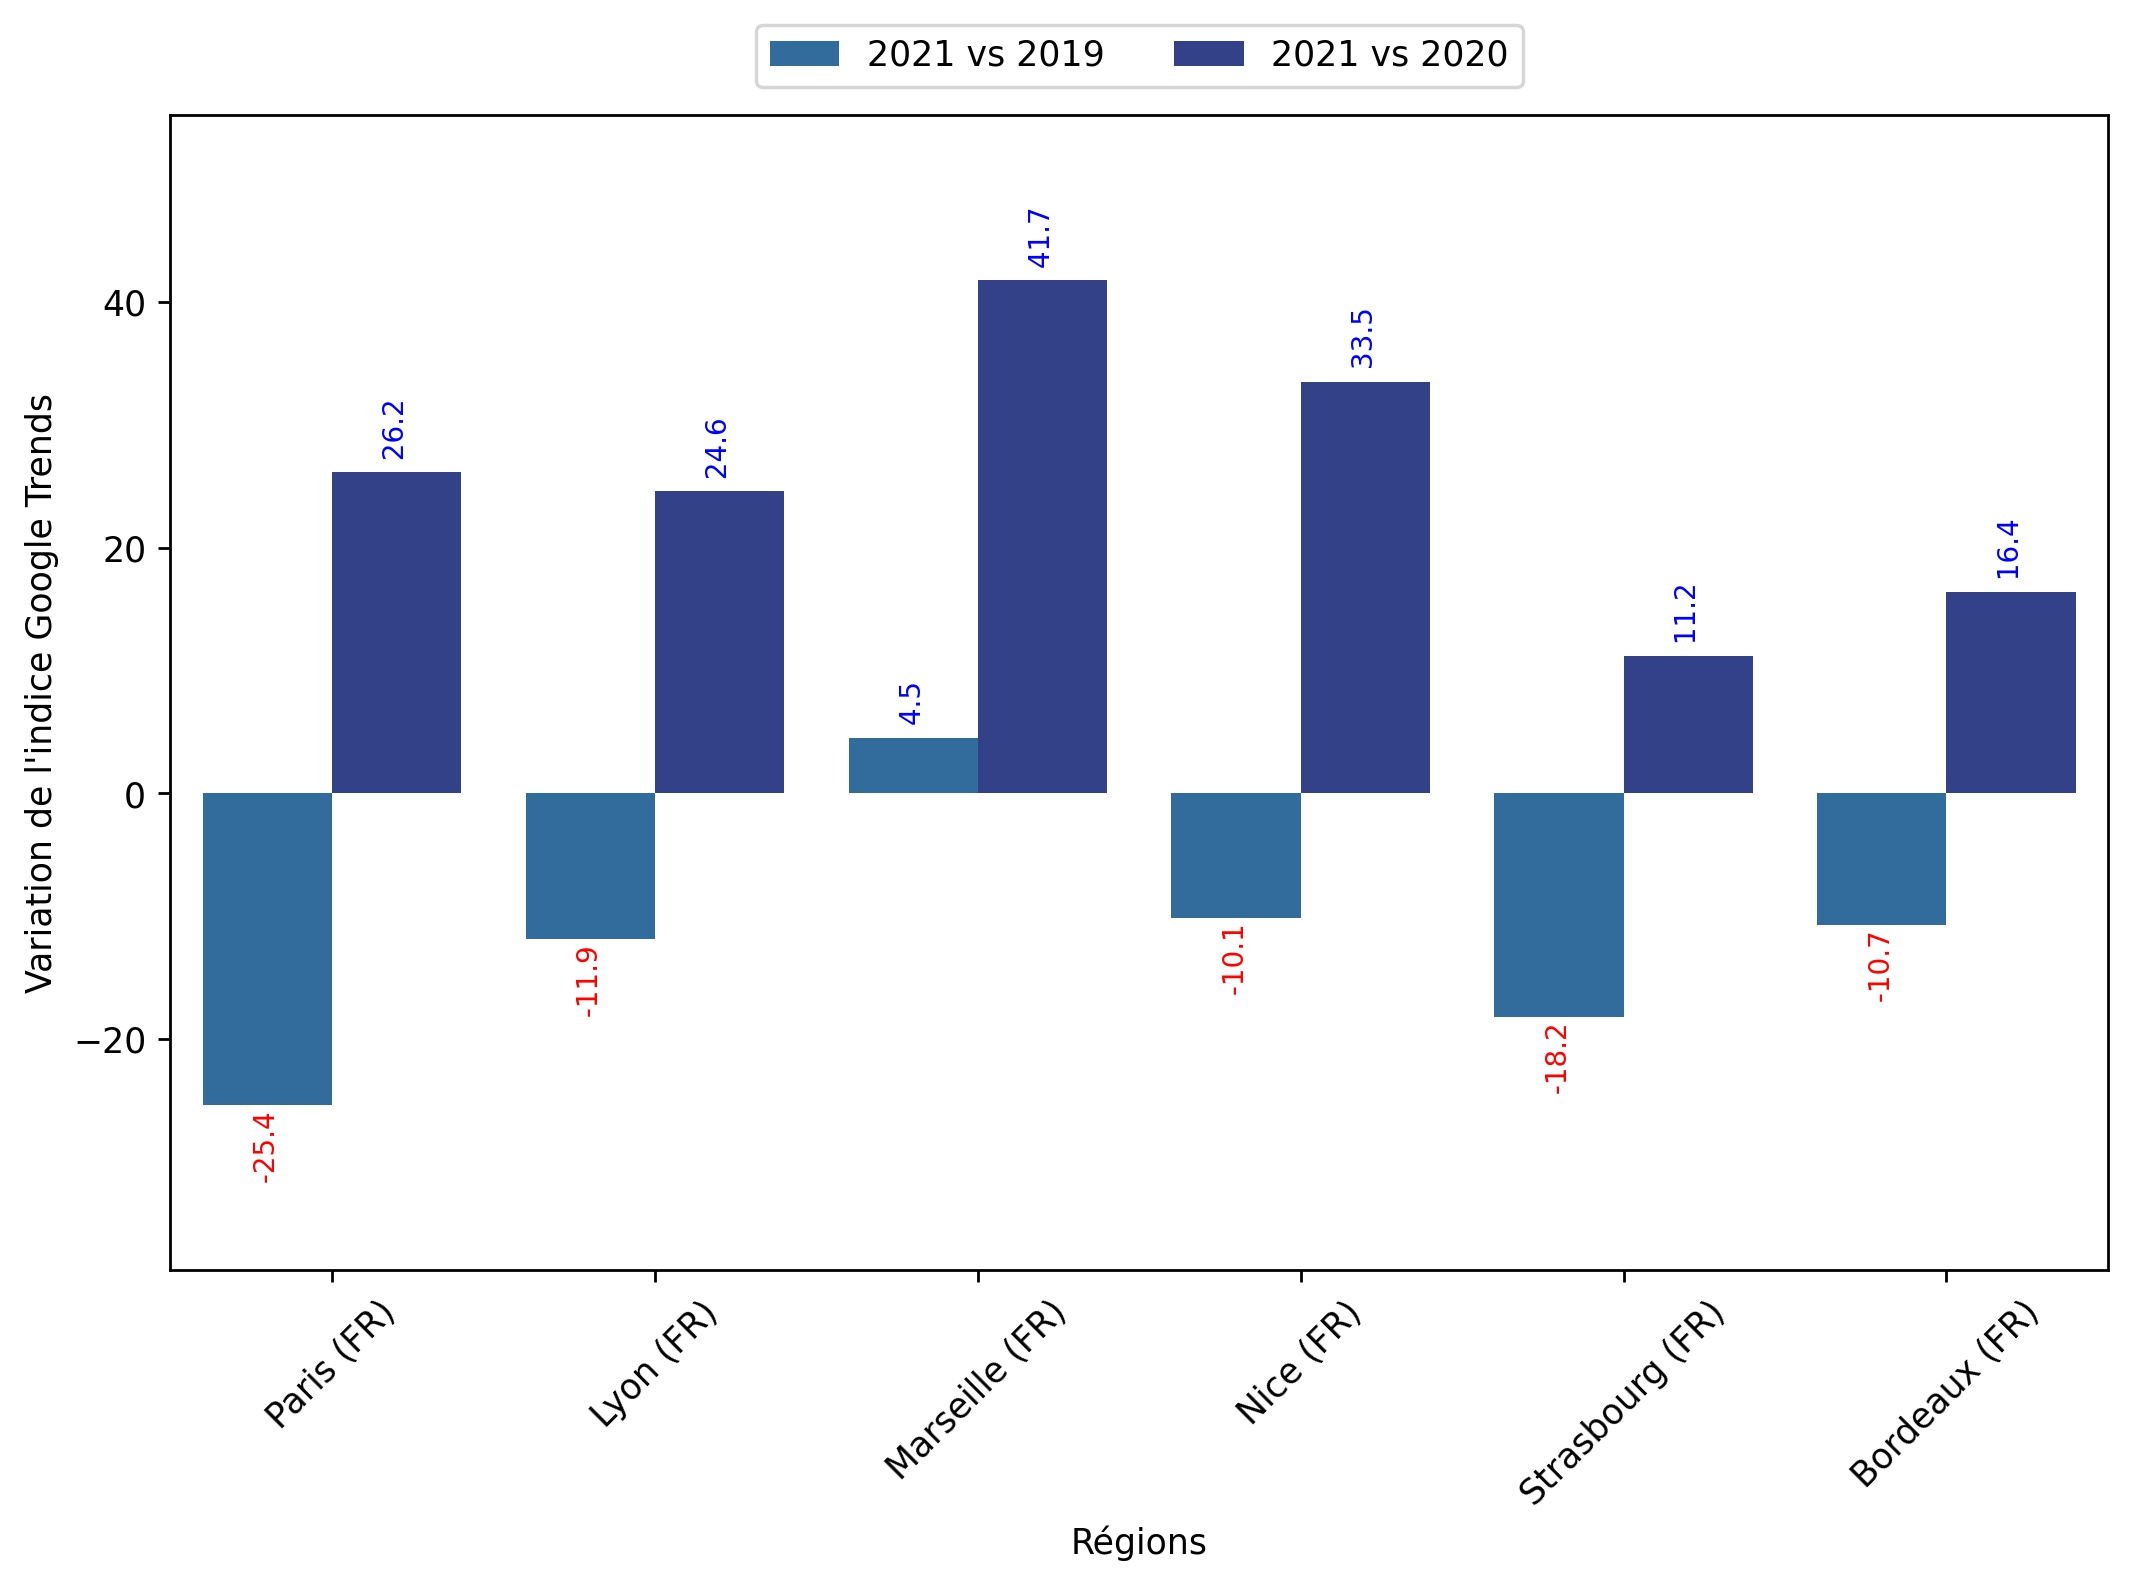 2021 vs 2019
2021 vs 2020
Variation de l'indice Google Trends
40
20
0
−20
-25.4
26.2
-11.9
24.6
4.5
41.7
-10.1
33.5
-18.2
11.2
-10.7
16.4
Paris (FR)
Lyon (FR)
Marseille (FR)
Nice (FR)
Strasbourg (FR)
Bordeaux (FR)
Régions